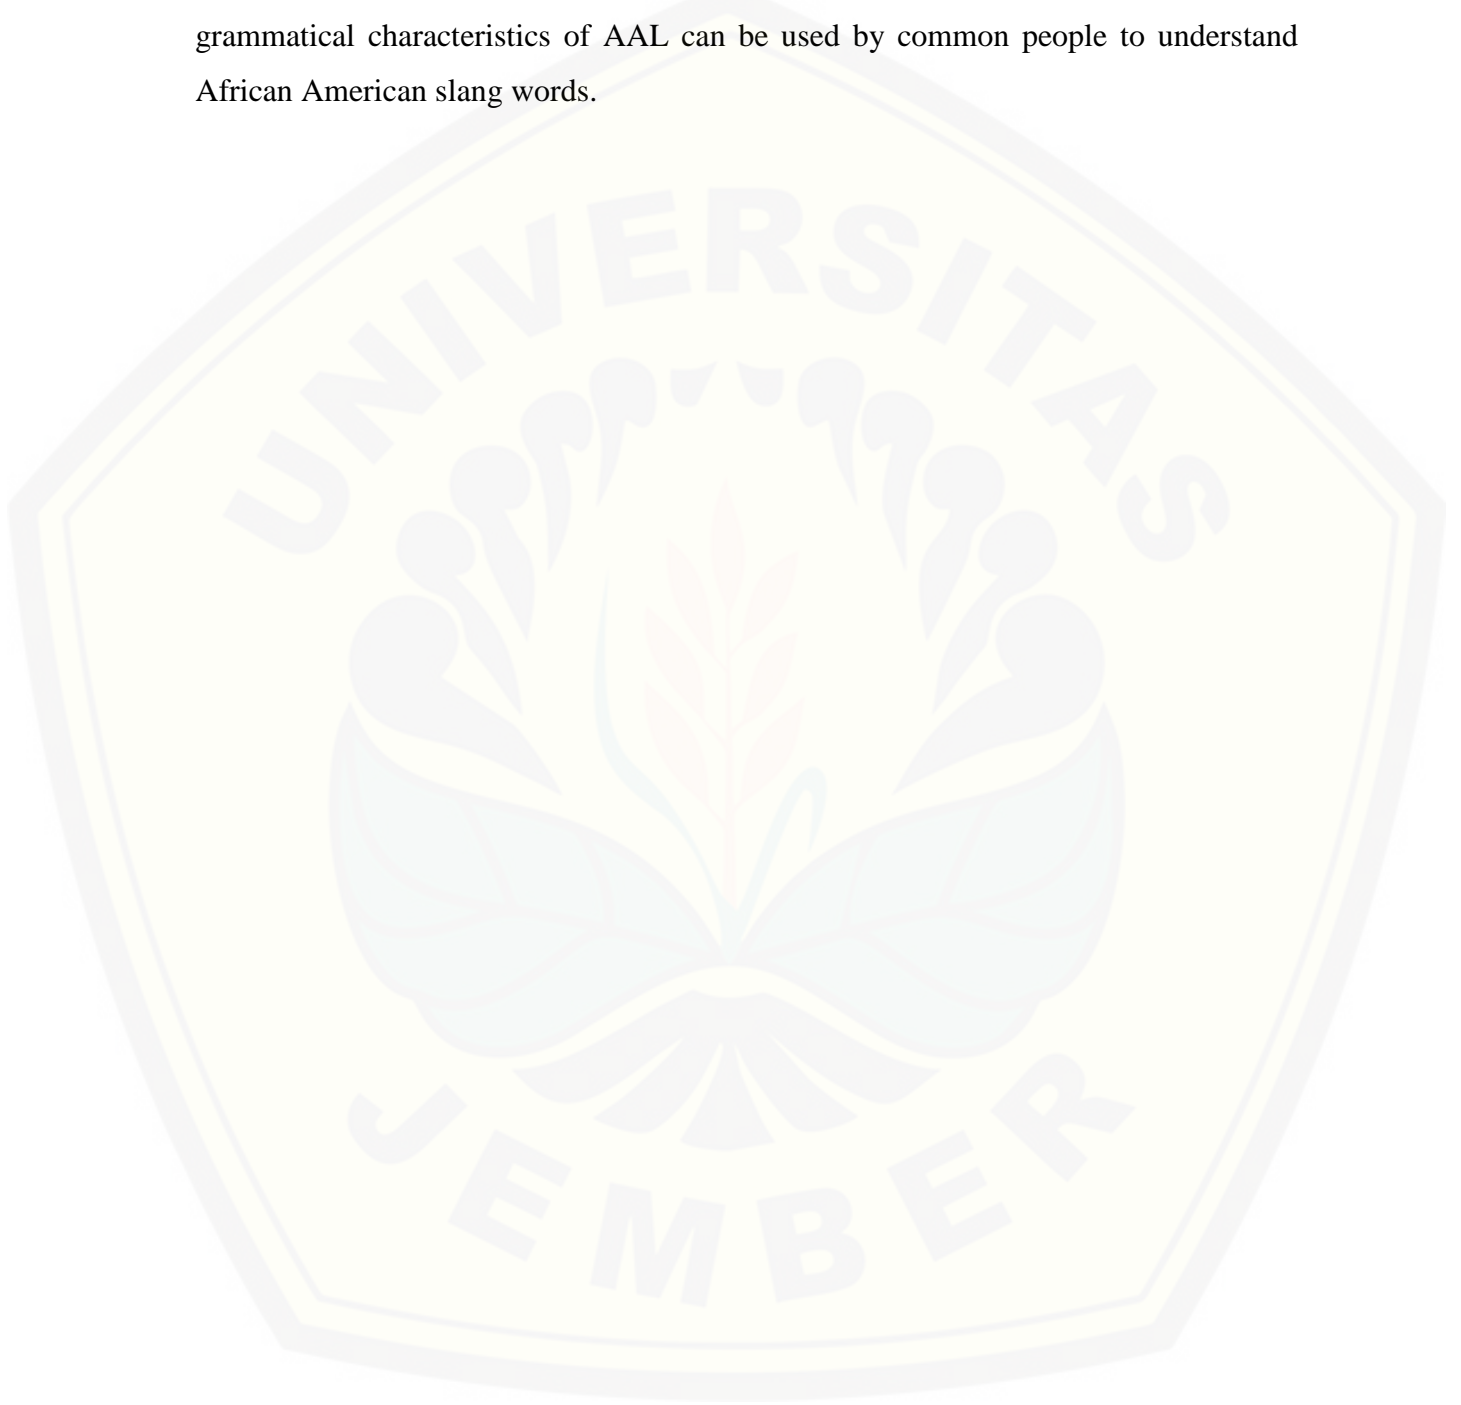 grammatical characteristics of AAL can be used by common people to understand
African American slang words.
UNIVERSITAS
JEMBER